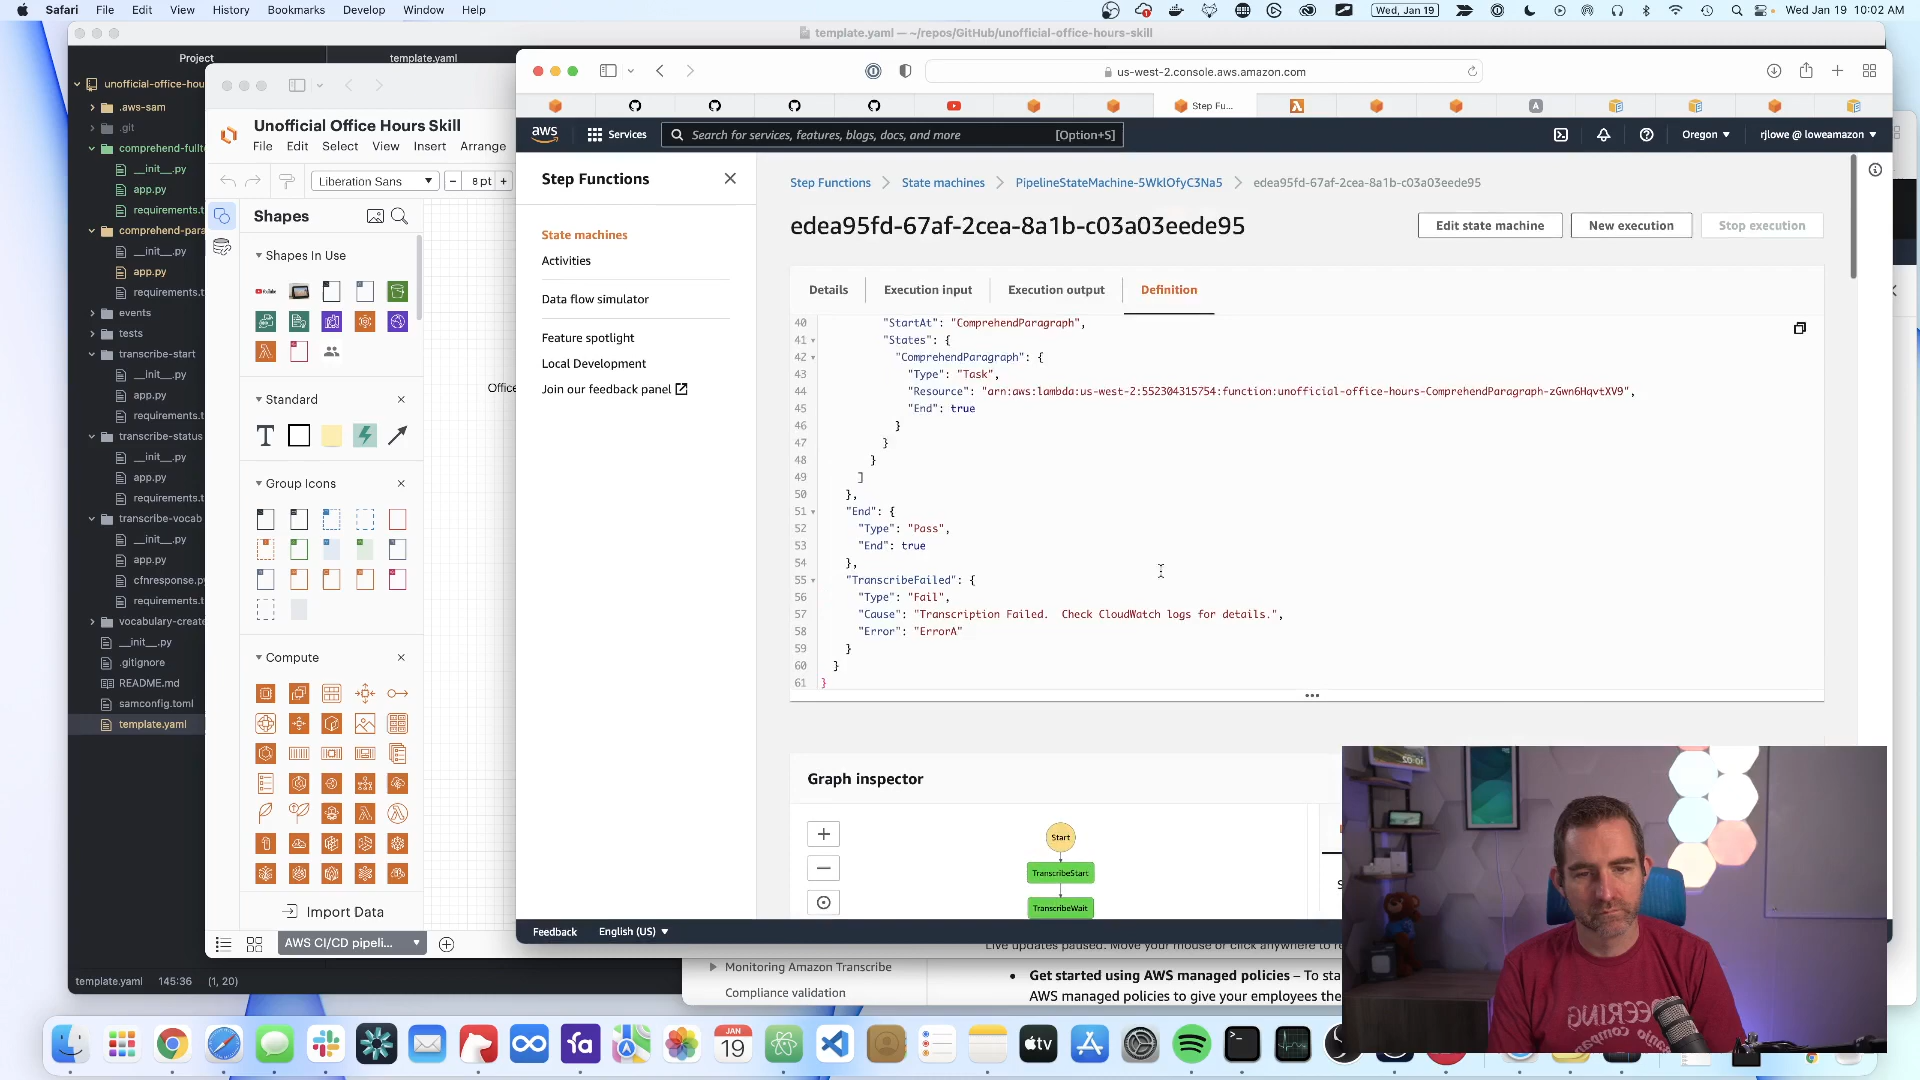 Safari File Edit View History Bookmarks Develop Window Help
Wed, Jan 19
Wed Jan 19 10:02 AM
template.yaml — ~/repos/GitHub/unofficial-office-hours-skill
Project
template.yaml
unofficial-office-hou
.aws-sam
.git
comprehend-fullt
__init__.py
app.py
requirements.t
comprehend-para
__init__.py
app.py
requirements.t
events
tests
transcribe-start
__init__.py
app.py
requirements.t
transcribe-status
__init__.py
app.py
requirements.t
transcribe-vocab
__init__.py
app.py
cfnresponse.py
requirements.t
vocabulary-create
__init__.py
.gitignore
README.md
samconfig.toml
template.yaml
template.yaml 145:36 (1, 20)
Unofficial Office Hours Skill
File Edit Select View Insert Arrange
Liberation Sans
− 8 pt +
Shapes
Shapes In Use
Standard
Group Icons
Compute
Import Data
AWS CI/CD pipeli...
Office
us-west-2.console.aws.amazon.com
Step Fu...
aws
Services
Search for services, features, blogs, docs, and more [Option+S]
Oregon
rjlowe @ loweamazon
Step Functions
State machines
Activities
Data flow simulator
Feature spotlight
Local Development
Join our feedback panel
Step Functions > State machines > PipelineStateMachine-5WklOfyC3Na5 > edea95fd-67af-2cea-8a1b-c03a03eede95
edea95fd-67af-2cea-8a1b-c03a03eede95
Edit state machine
New execution
Stop execution
Details
Execution input
Execution output
Definition
40 "StartAt": "ComprehendParagraph",
41 "States": {
42 "ComprehendParagraph": {
43 "Type": "Task",
44 "Resource": "arn:aws:lambda:us-west-2:552304315754:function:unofficial-office-hours-ComprehendParagraph-zGwn6HqvtXV9",
45 "End": true
46 }
47 }
48 }
49 ]
50 },
51 "End": {
52 "Type": "Pass",
53 "End": true
54 },
55 "TranscribeFailed": {
56 "Type": "Fail",
57 "Cause": "Transcription Failed.  Check CloudWatch logs for details.",
58 "Error": "ErrorA"
59 }
60 }
61 }
Graph inspector
Start
TranscribeStart
TranscribeWait
Feedback English (US)
Live updates paused. Move your mouse or click anywhere to re
Monitoring Amazon Transcribe
Compliance validation
Get started using AWS managed policies – To sta
AWS managed policies to give your employees the
JAN
19
tv